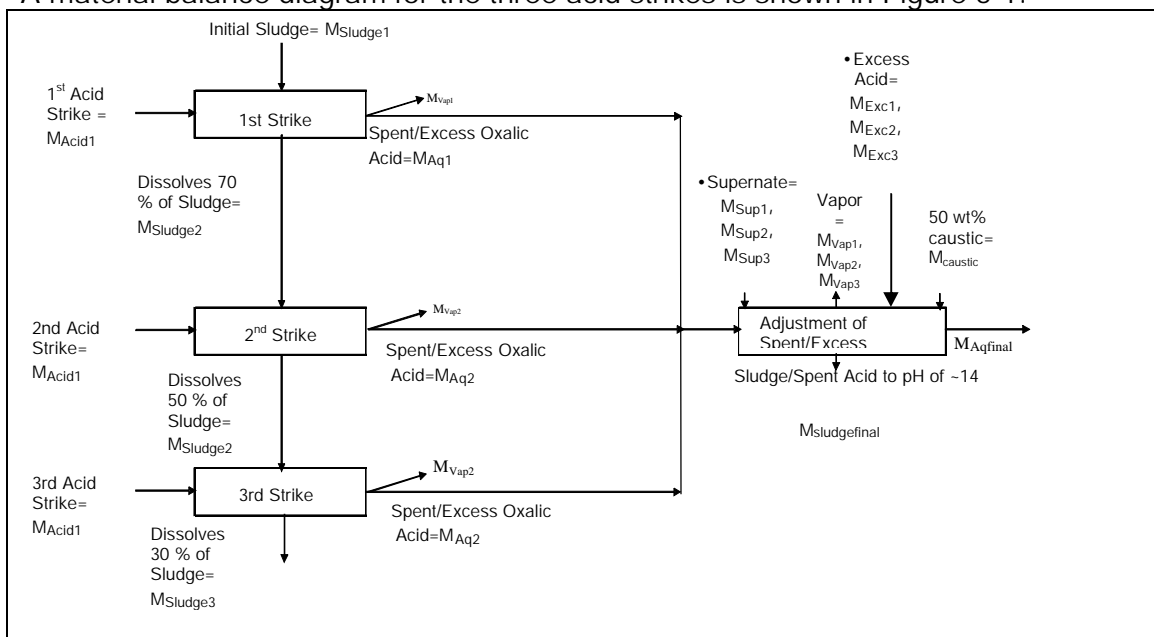 A material balance diagram for the three acid strikes is shown in Figure
Initial Sludge= MSludge1
1st Acid
Strike =
MAcid1
1st Strike
MVap1
Spent/Excess Oxalic
Acid=MAq1
Dissolves 70
% of Sludge=
MSludge2
2nd Acid
Strike=
MAcid1
2nd Strike
MVap2
Spent/Excess Oxalic
Acid=MAq2
Dissolves
50 % of
Sludge=
MSludge2
3rd Acid
Strike=
MAcid1
3rd Strike
MVap2
Spent/Excess Oxalic
Acid=MAq2
Dissolves
30 % of
Sludge=
MSludge3
•Supernate=
MSup1,
MSup2,
MSup3
Vapor
=
MVap1,
MVap2,
MVap3
•Excess
Acid=
MExc1,
MExc2,
MExc3
50 wt%
caustic=
Mcaustic
Adjustment of
Spent/Excess
MAqfinal
Sludge/Spent Acid to pH of ~14
Msludgefinal